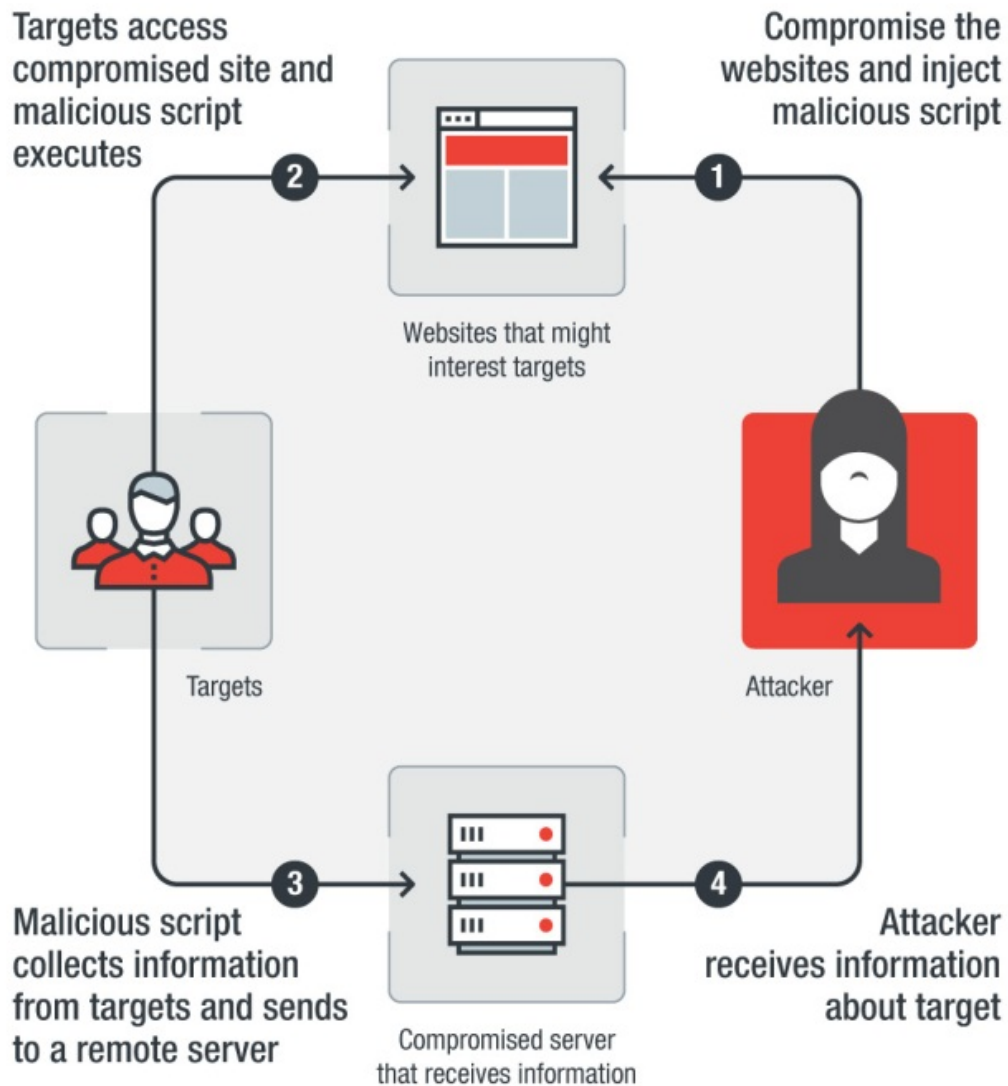 Targets access
compromised site and
malicious script
executes
Compromise the
websites and inject
malicious script
2
1
Websites that might
interest targets
Targets
Attacker
3
4
Malicious script
collects information
from targets and sends
to a remote server
Attacker
receives information
about target
Compromised server
that receives information